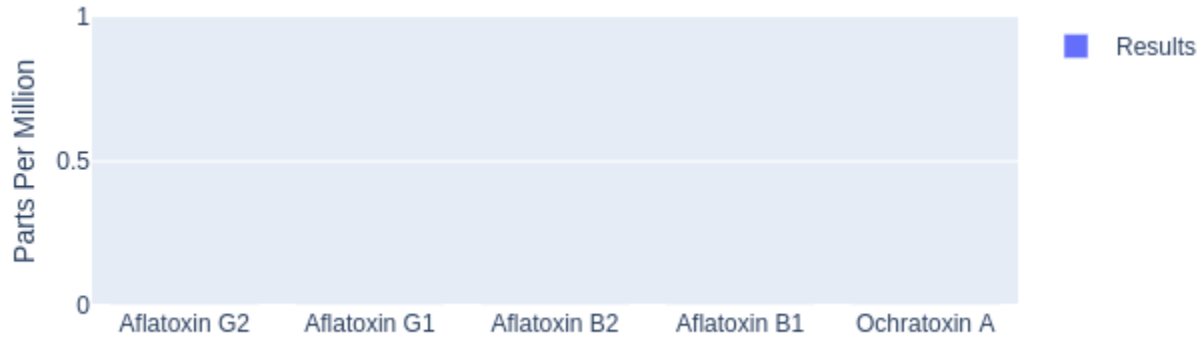 Parts Per Million
1
0.5
0
Aflatoxin G2
Aflatoxin G1
Aflatoxin B2
Aflatoxin B1
Ochratoxin A
Results